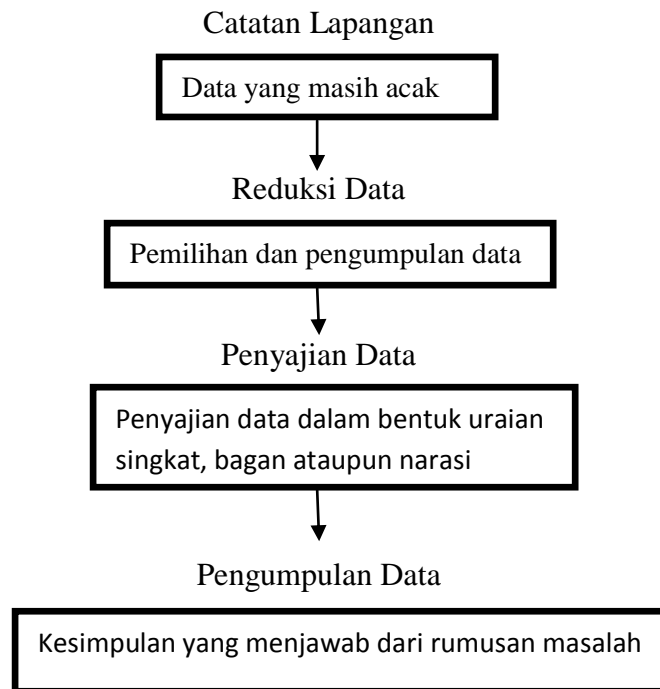 Catatan Lapangan
Data yang masih acak
Reduksi Data
Pemilihan dan pengumpulan data
Penyajian Data
Penyajian data dalam bentuk uraian
singkat, bagan ataupun narasi
Pengumpulan Data
Kesimpulan yang menjawab dari rumusan masalah